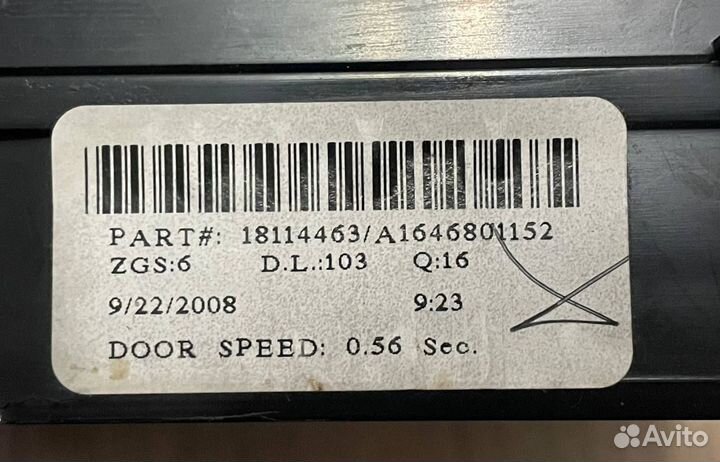 PART#: 18114463/A1646801152
ZGS:6 D.L.:103 Q:16
9/22/2008 9:23
DOOR SPEED: 0.56 Sec.
Avito